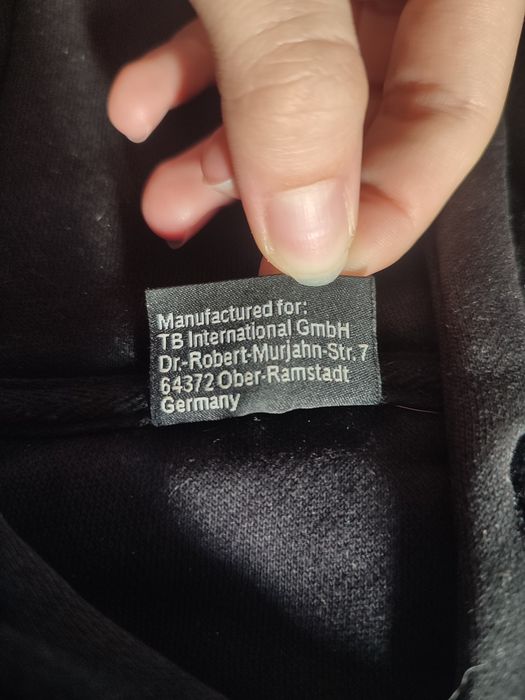 Manufactured for:
TB International GmbH
Dr.-Robert-Murjahn-Str. 7
64372 Ober-Ramstadt
Germany